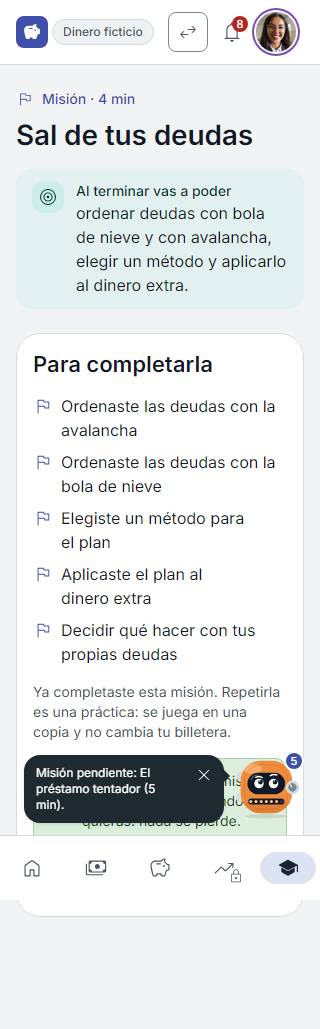 Dinero ficticio
8
Misión · 4 min
Sal de tus deudas
Al terminar vas a poder
ordenar deudas con bola
de nieve y con avalancha,
elegir un método y aplicarlo
al dinero extra.
Para completarla
Ordenaste las deudas con la
avalancha
Ordenaste las deudas con la
bola de nieve
Elegiste un método para
el plan
Aplicaste el plan al
dinero extra
Decidir qué hacer con tus
propias deudas
Ya completaste esta misión. Repetirla
es una práctica: se juega en una
copia y no cambia tu billetera.
5
Misión pendiente: El
préstamo tentador (5
min).
quieras: nada se pierde.